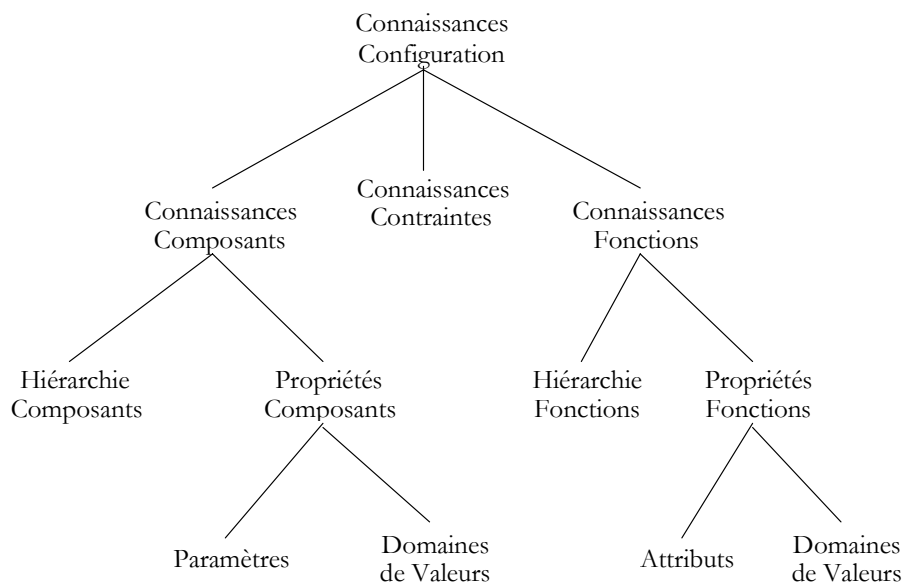 Connaissances
Configuration
Connaissances
Contraintes
Connaissances
Composants
Connaissances
Fonctions
Hiérarchie
Composants
Propriétés
Composants
Hiérarchie
Fonctions
Propriétés
Fonctions
Paramètres
Domaines
de Valeurs
Attributs
Domaines
de Valeurs